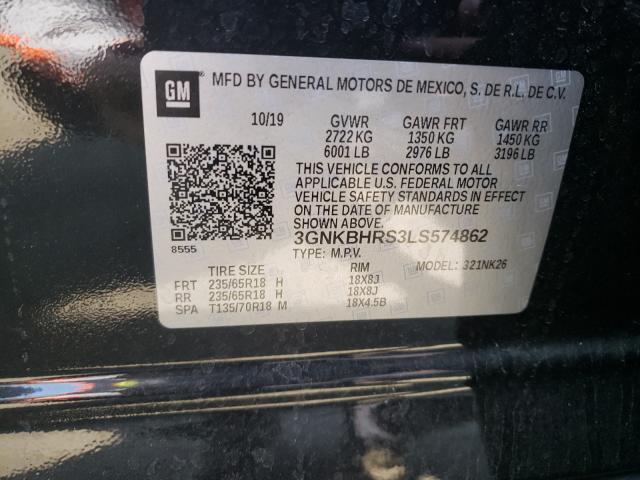 GM MFD BY GENERAL MOTORS DE MEXICO, S. DE R.L. DE C.V.
10/19 GVWR GAWR FRT GAWR RR
2722 KG 1350 KG 1450 KG
6001 LB 2976 LB 3196 LB
THIS VEHICLE CONFORMS TO ALL
APPLICABLE U.S. FEDERAL MOTOR
VEHICLE SAFETY STANDARDS IN
EFFECT ON THE DATE OF
MANUFACTURE SHOWN ABOVE.
3GNKBHRS3LS574862
8555 TYPE: M.P.V. MODEL: 321NK26
TIRE SIZE RIM
FRT 235/65R18 H 18X8J
RR 235/65R18 H 18X8J
SPA T135/70R18 M 18X4.5B